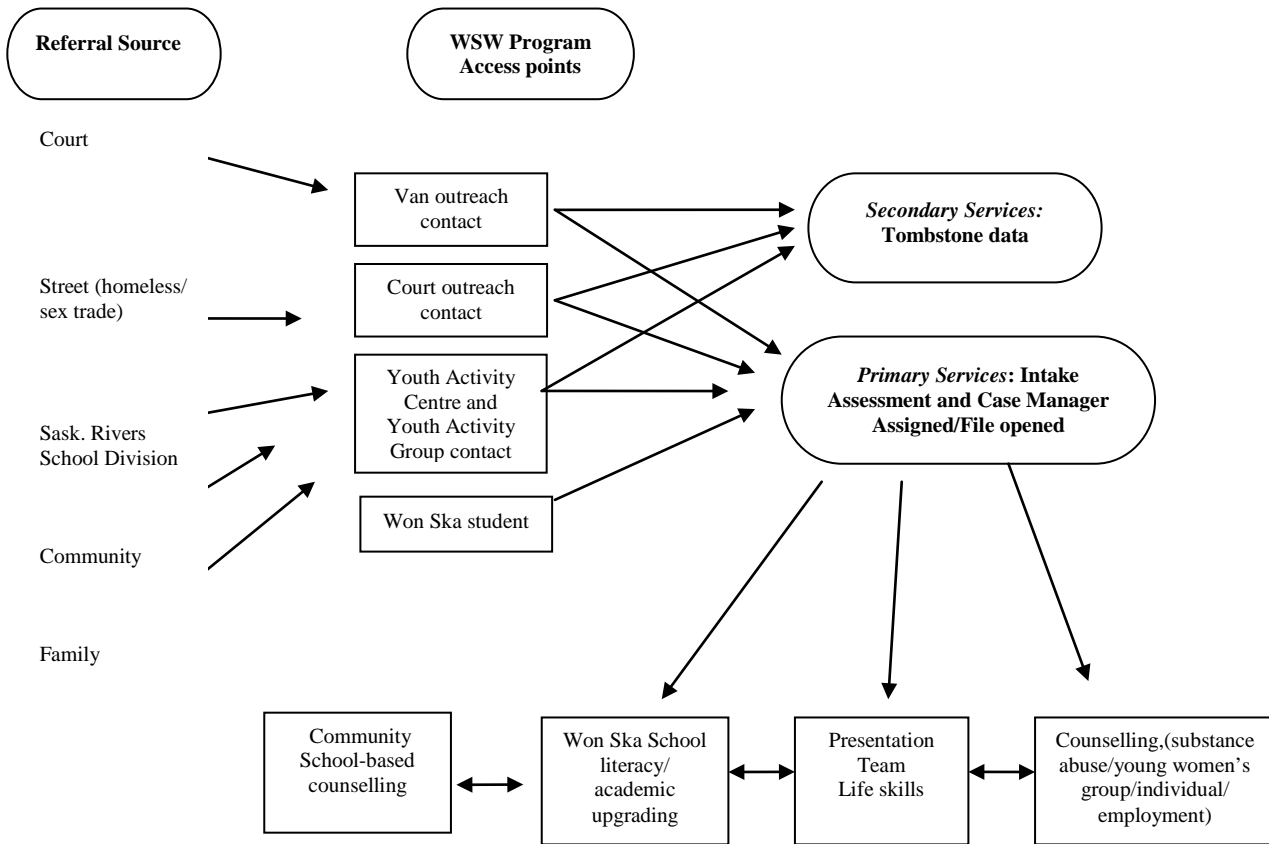 Referral Source
WSW Program
Access points
Court
Van outreach
contact
Secondary Services:
Tombstone data
Street (homeless/
sex trade)
Court outreach
contact
Youth Activity
Centre and
Youth Activity
Group contact
Primary Services: Intake
Assessment and Case Manager
Assigned/File opened
Sask. Rivers
School Division
Won Ska student
Community
Family
Community
School-based
counselling
Won Ska School
literacy/
academic
upgrading
Presentation
Team
Life skills
Counselling,(substance
abuse/young women's
group/individual/
employment)